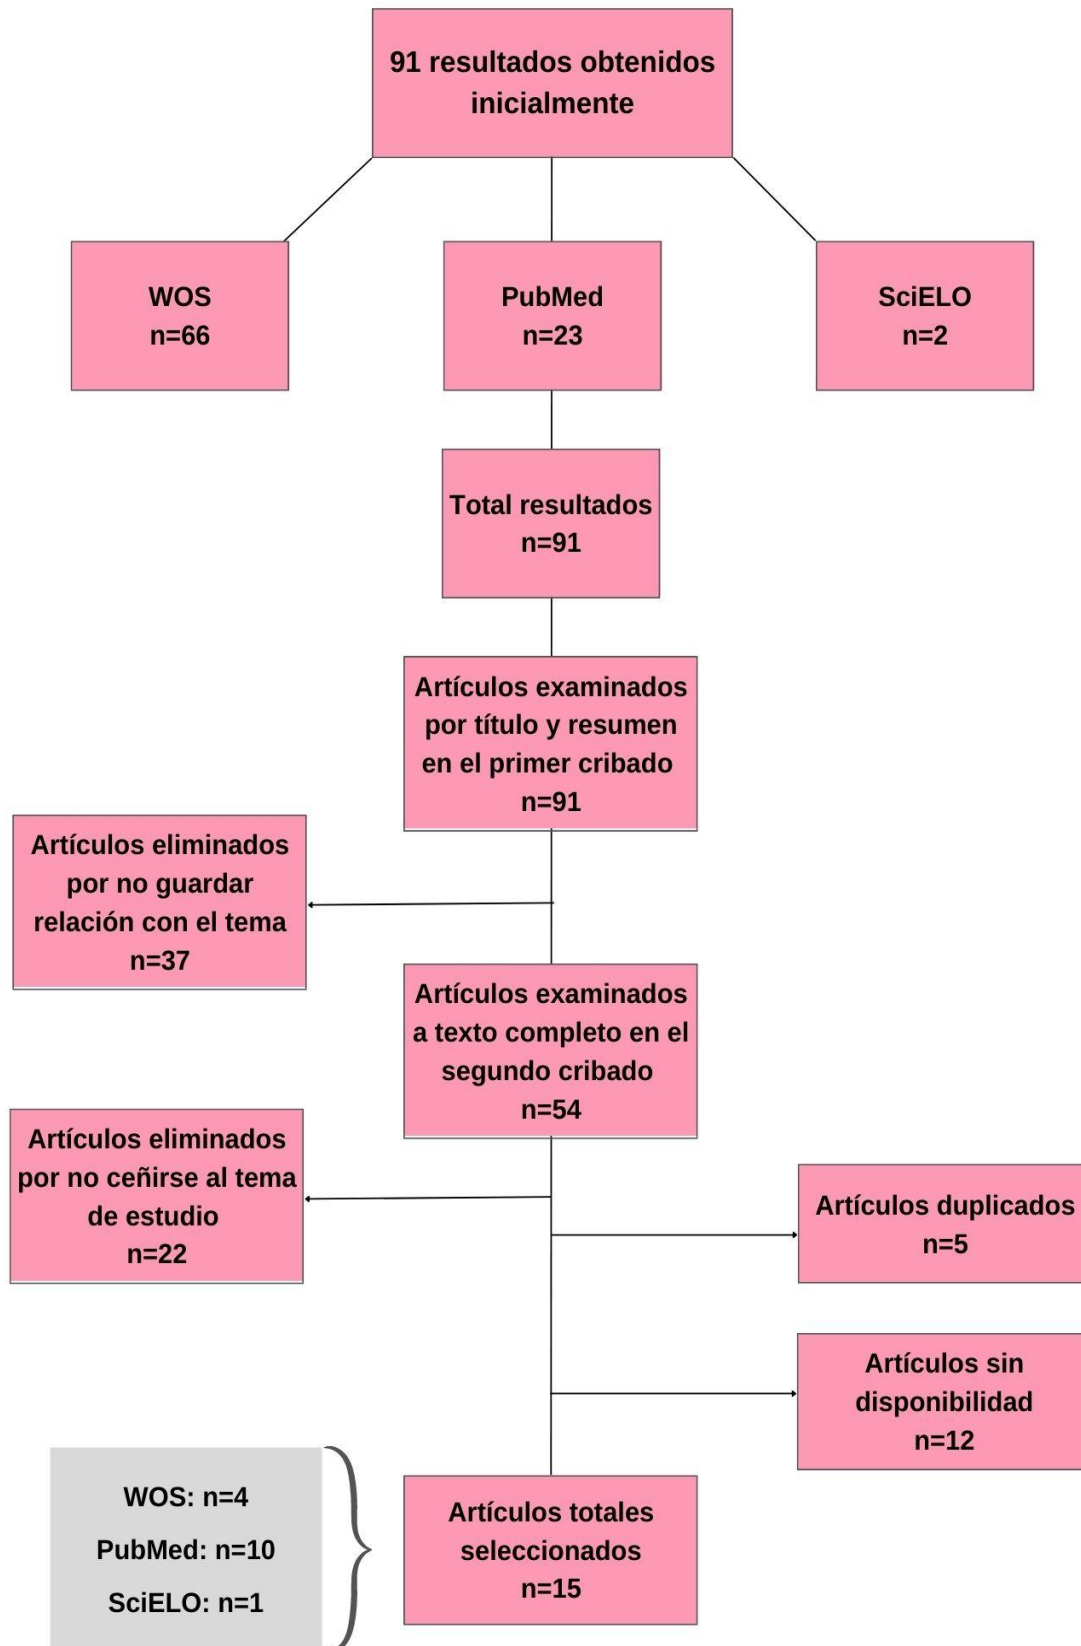 91 resultados obtenidos
inicialmente
WOS
n=66
PubMed
n=23
SciELO
n=2
Total resultados
n=91
Artículos examinados
por título y resumen
en el primer cribado
n=91
Artículos eliminados
por no guardar
relación con el tema
n=37
Artículos examinados
a texto completo en el
segundo cribado
n=54
Artículos eliminados
por no ceñirse al tema
de estudio
n=22
Artículos duplicados
n=5
Artículos sin
disponibilidad
n=12
WOS: n=4
PubMed: n=10
SciELO: n=1
Artículos totales
seleccionados
n=15